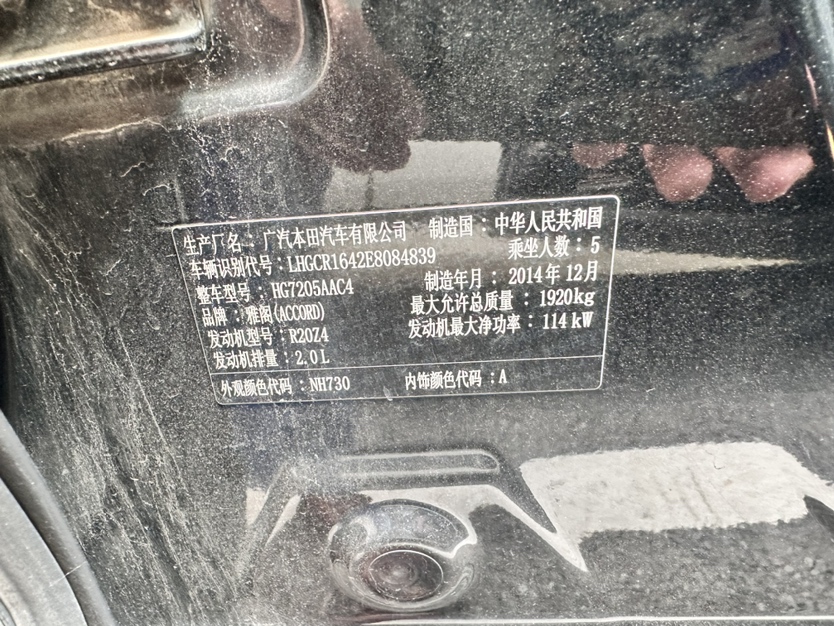 生产厂名：广汽本田汽车有限公司 制造国：中华人民共和国
车辆识别代号：LHGCR1642E8084839 乘坐人数：5
整车型号：HG7205AAC4 制造年月：2014年12月
品牌：雅阁(ACCORD) 最大允许总质量：1920kg
发动机型号：R20Z4 发动机最大净功率：114kW
发动机排量：2.0L
外观颜色代码：NH730 内饰颜色代码：A